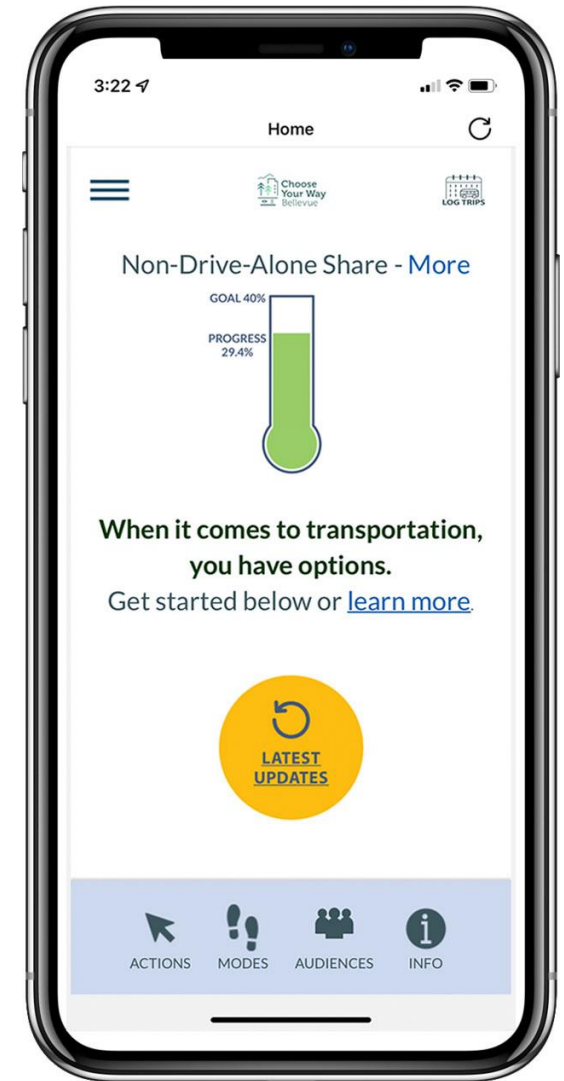 3:22
Home
Choose
Your Way
Bellevue
LOG TRIPS
Non-Drive-Alone Share - More
GOAL 40%
PROGRESS
29.4%
When it comes to transportation,
you have options.
Get started below or learn more.
LATEST
UPDATES
ACTIONS MODES AUDIENCES INFO